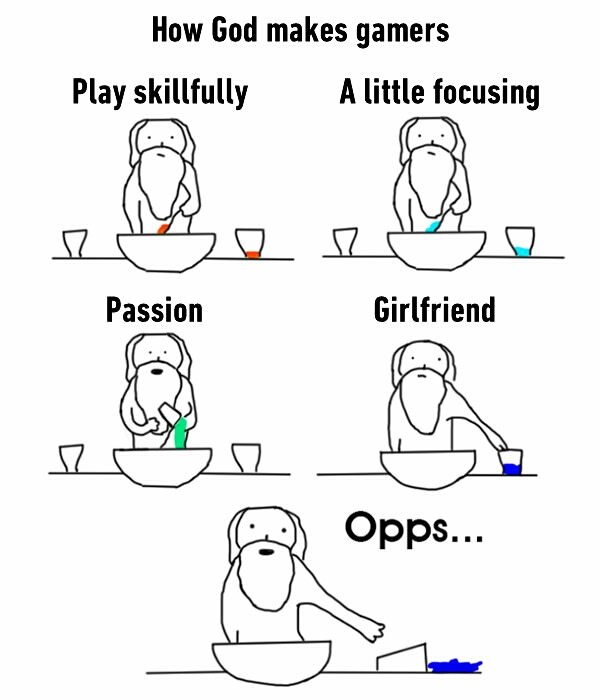 How God makes gamers
Play skillfully
A little focusing
Passion
Girlfriend
Opps...